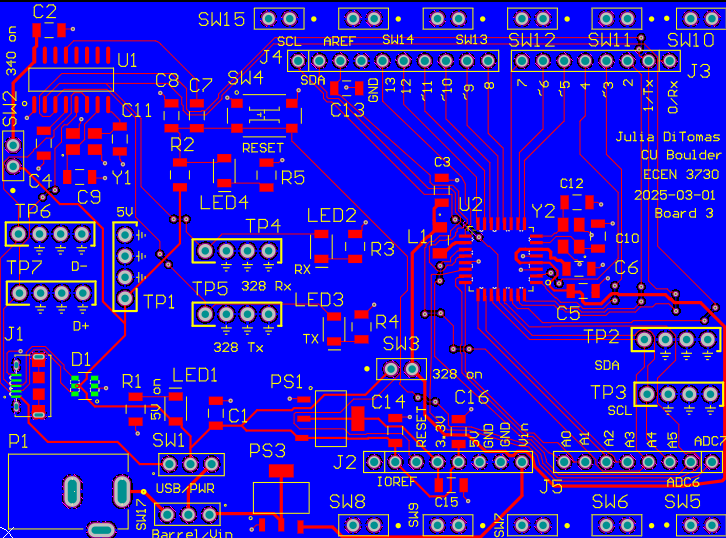 C2
SW15
SCL
AREF
SW14
SW13
SW12
SW11
SW10
340 on
U1
J4
J3
SDA
GND
13
12
~11
~10
~9
8
7
~6
~5
4
~3
2
1/Tx
0/Rx
C8
C7
SW4
C13
SW2
C11
RESET
Julia DiTomas
CU Boulder
ECEN 3730
2025-03-01
Board 3
R2
C4
C9
Y1
LED4
R5
C3
C12
TP6
5V
U2
Y2
TP4
LED2
L1
C10
R3
TP7
D-
RX
328 Rx
C6
TP5
LED3
TP1
C5
D+
328 Tx
TX
R4
J1
TP2
SW3
D1
SDA
328 on
R1
5V
LED1
PS1
TP3
SCL
C1
C14
C16
P1
SW1
PS3
RESET
3.3V
5V
GND
GND
Vin
A0
A1
A2
A3
A4
A5
ADC7
J2
J5
USB/PWR
IOREF
ADC6
C15
SW17
SW8
SW9
SW7
SW6
SW5
Barrel/Vin